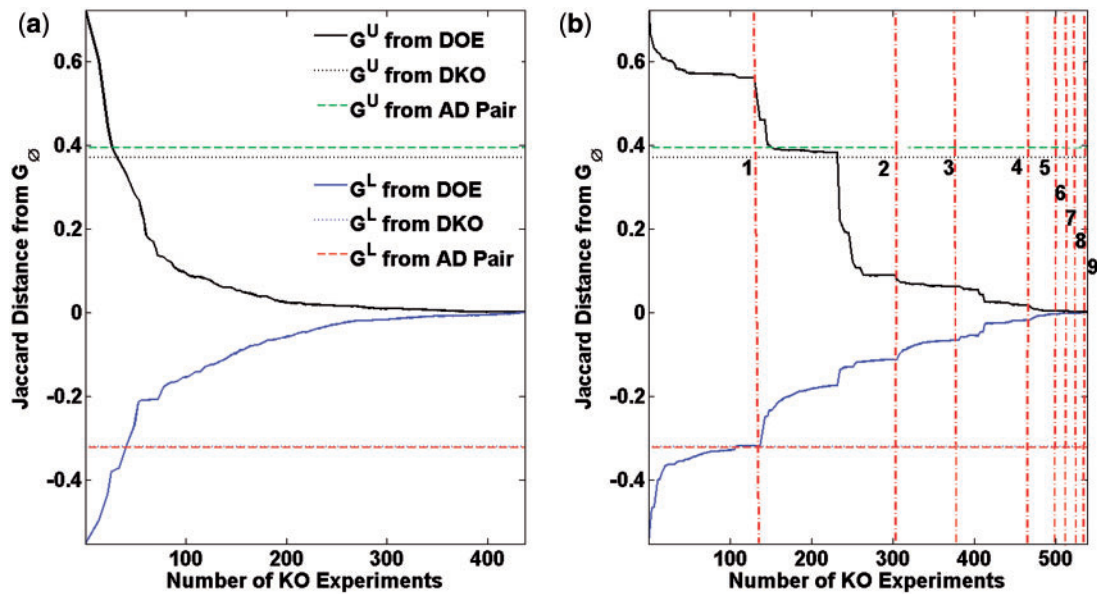 (a)
G^U from DOE
G^U from DKO
G^U from AD Pair
G^L from DOE
G^L from DKO
G^L from AD Pair
Jaccard Distance from G_Ø
0.6
0.4
0.2
0
-0.2
-0.4
100 200 300 400
Number of KO Experiments
(b)
Jaccard Distance from G_Ø
0.6
0.4
0.2
0
-0.2
-0.4
1 2 3 4 5
6
7
8
9
100 200 300 400 500
Number of KO Experiments